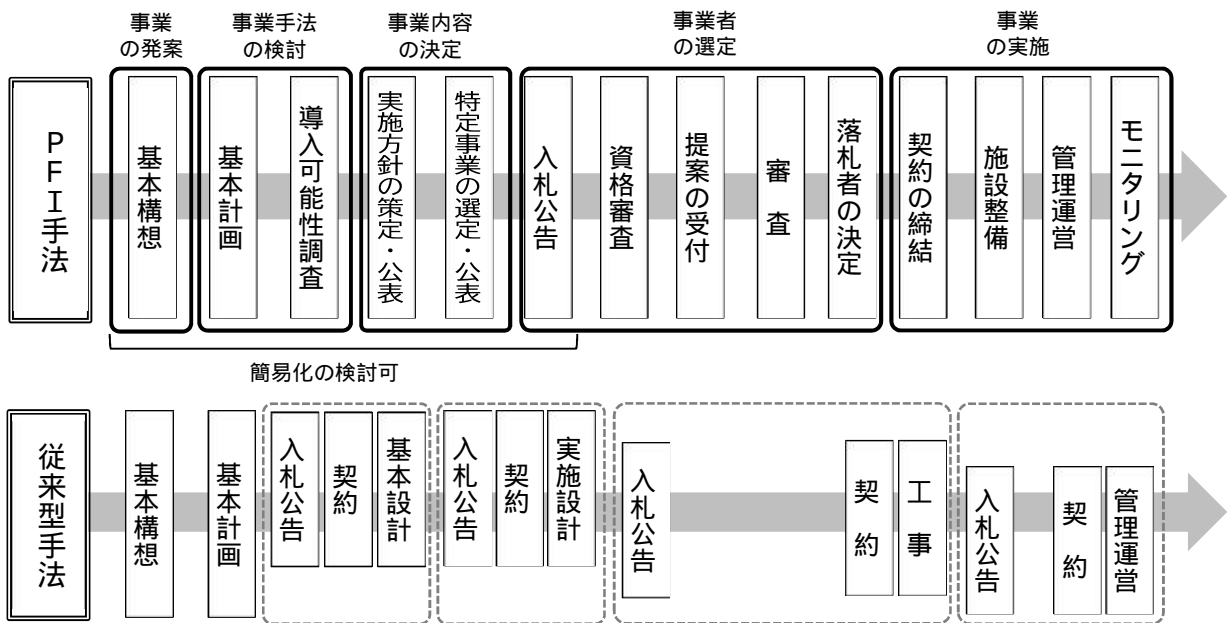 事業
の発案
事業手法
の検討
事業内容
の決定
事業者
の選定
事業
の実施
PFI手法
基本構想
基本計画
導入可能性調査
実施方針の策定・公表
特定事業の選定・公表
入札公告
資格審査
提案の受付
審査
落札者の決定
契約の締結
施設整備
管理運営
モニタリング
簡易化の検討可
従来型手法
基本構想
基本計画
入札公告
契約
基本設計
入札公告
契約
実施設計
入札公告
契約
工事
入札公告
契約
管理運営